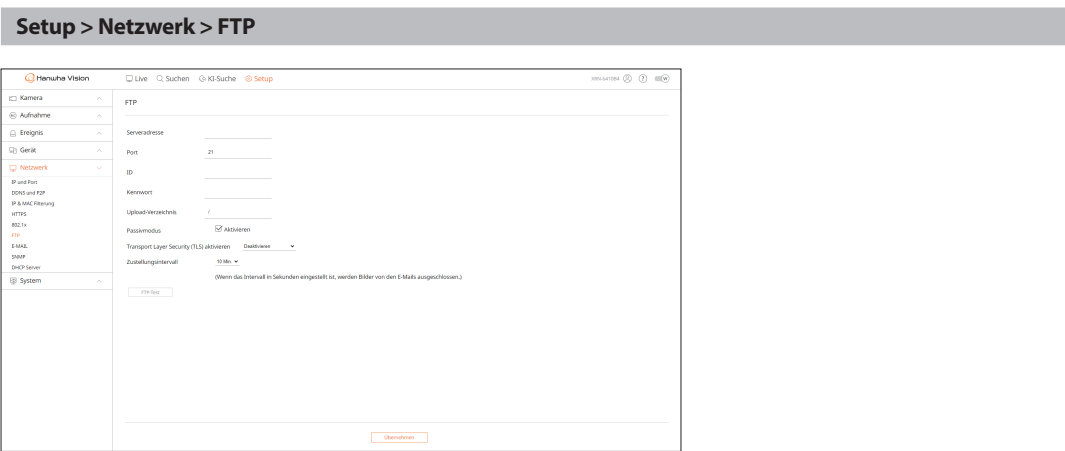 Setup > Netzwerk > FTP
Hanwha Vision
Live Suchen KI-Suche Setup
Kamera
Aufnahme
Ereignis
Gerät
Netzwerk
IP und Port
DDNS und P2P
IP & MAC Filterung
HTTPS
802.1x
FTP
E-MAIL
SNMP
DHCP Server
System
FTP
Serveradresse
Port 21
ID
Kennwort
Upload-Verzeichnis /
Passivmodus Aktivieren
Transport Layer Security (TLS) aktivieren Deaktivieren
Zustellungsintervall 10 Min
(Wenn das Intervall in Sekunden eingestellt ist, werden Bilder von den E-Mails ausgeschlossen.)
FTP-Test
Übernehmen